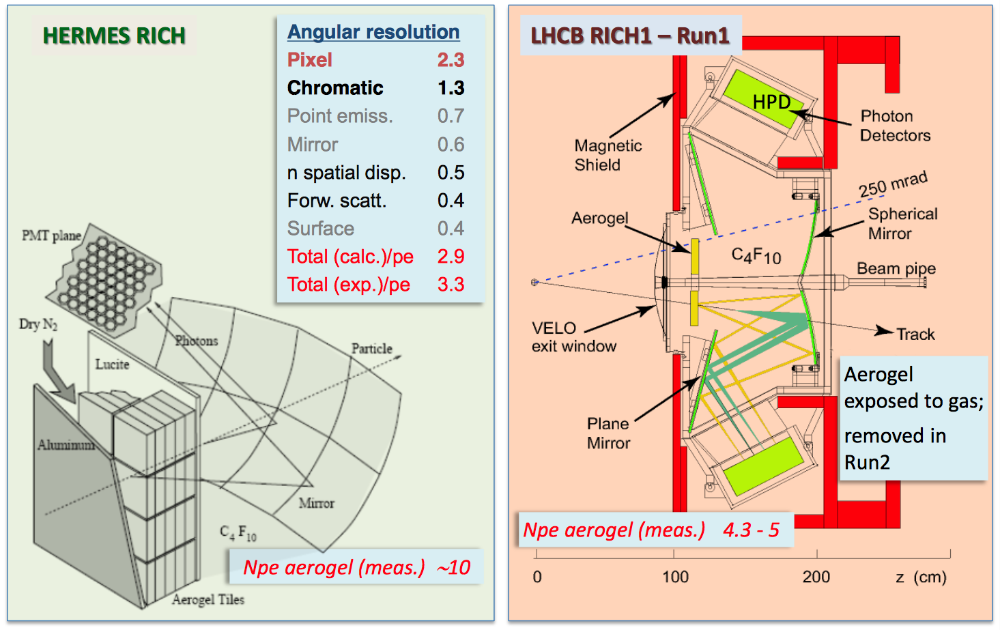 HERMES RICH
Angular resolution
Pixel 2.3
Chromatic 1.3
Point emiss. 0.7
Mirror 0.6
n spatial disp. 0.5
Forw. scatt. 0.4
Surface 0.4
Total (calc.)/pe 2.9
Total (exp.)/pe 3.3
PMT plane
Dry N₂
Lucite
Photons
Particle
Aluminum
Mirror
C₄ F₁₀
Npe aerogel (meas.) ~10
Aerogel Tiles
LHCB RICH1 – Run1
HPD
Photon
Detectors
Magnetic
Shield
250 mrad
Aerogel
Spherical
Mirror
C₄F₁₀
Beam pipe
VELO
exit window
Track
Plane
Mirror
Aerogel
exposed to gas;
removed in
Run2
Npe aerogel (meas.) 4.3 - 5
0 100 200 z (cm)